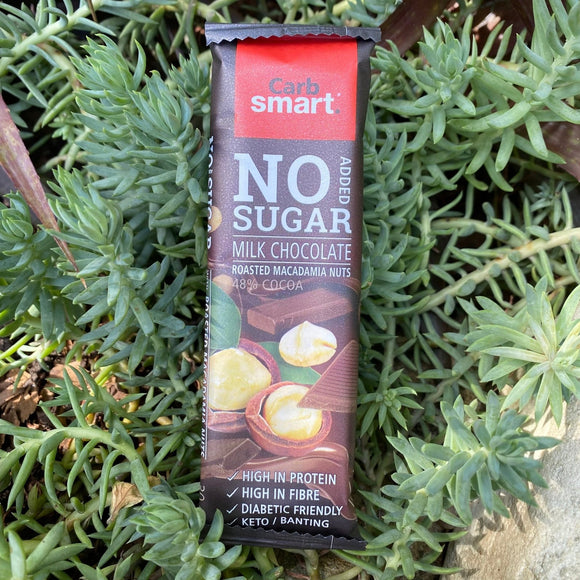 Carb
smart.
NO
ADDED
SUGAR
MILK CHOCOLATE
ROASTED MACADAMIA NUTS
48% COCOA
✓ HIGH IN PROTEIN
✓ HIGH IN FIBRE
✓ DIABETIC FRIENDLY
✓ KETO / BANTING